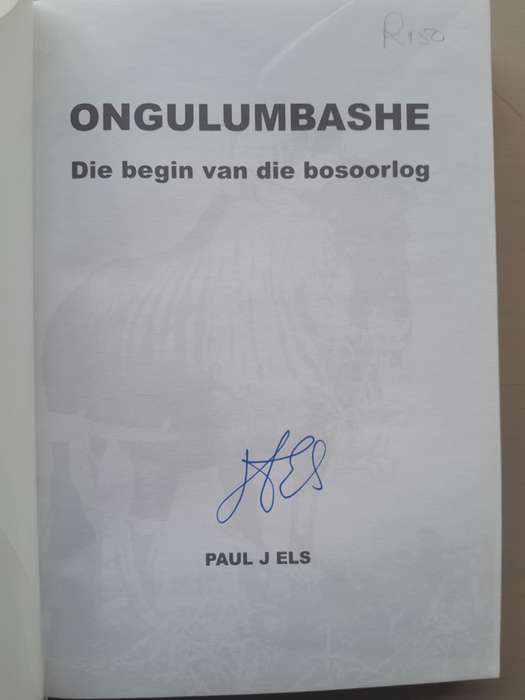 R150
ONGULUMBASHE
Die begin van die bosoorlog
PAUL J ELS